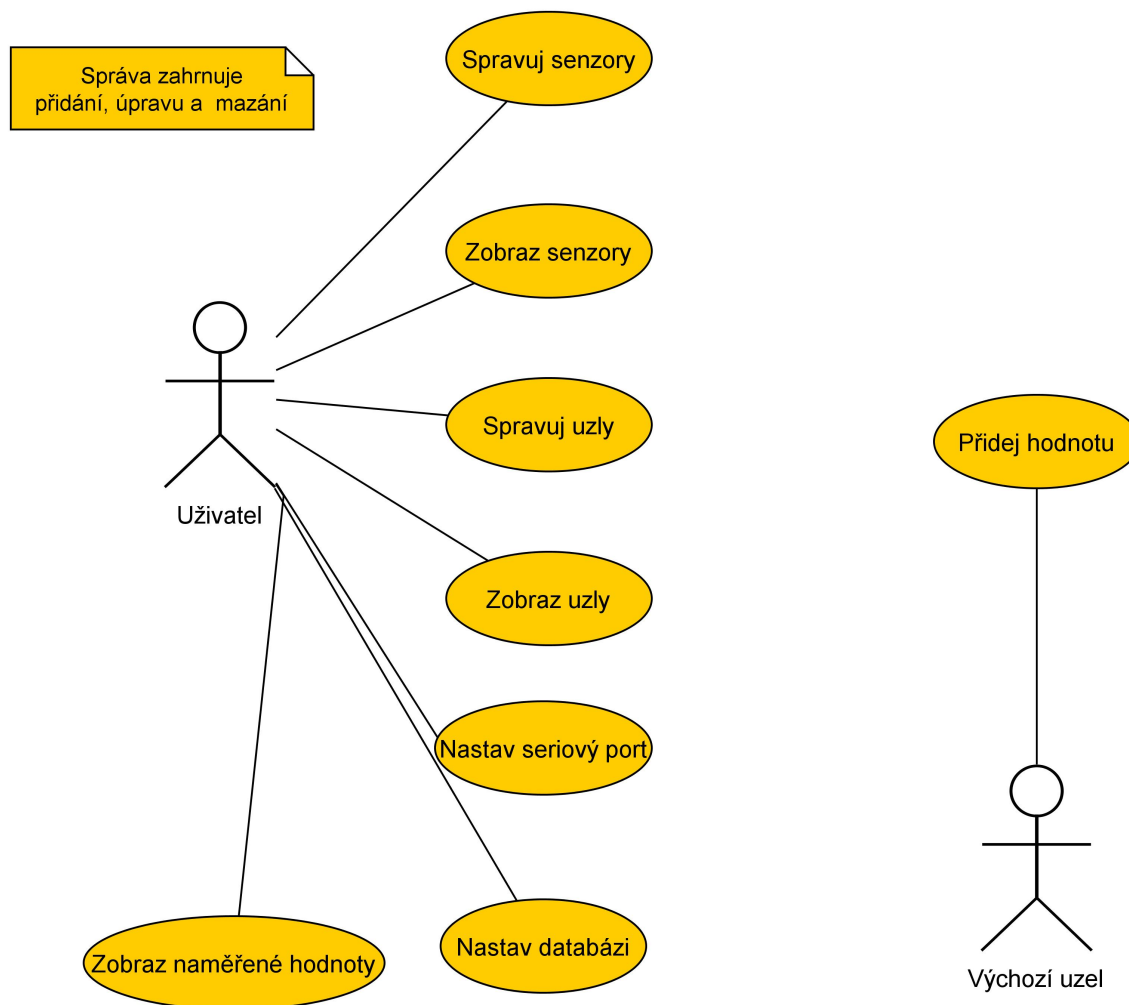 Spravuj senzory
Správa zahrnuje
přidání, úpravu a mazání
Zobraz senzory
Spravuj uzly
Přidej hodnotu
Uživatel
Zobraz uzly
Nastav seriový port
Nastav databázi
Zobraz naměřené hodnoty
Výchozí uzel